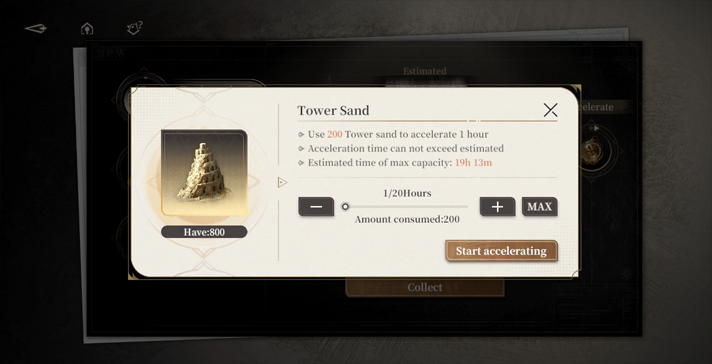 Estimated
Tower Sand
Use 200 Tower sand to accelerate 1 hour
Acceleration time can not exceed estimated
Estimated time of max capacity: 19h 13m
1/20Hours
MAX
Amount consumed:200
Have:800
Start accelerating
Collect